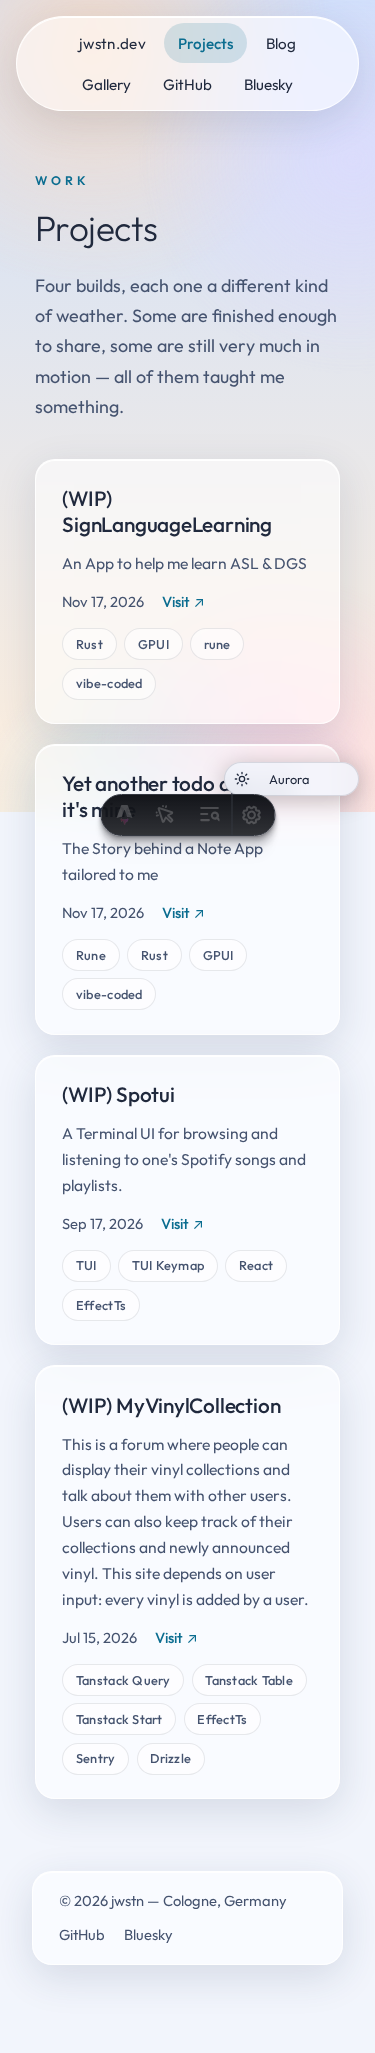 jwstn.dev Projects Blog
Gallery GitHub Bluesky
WORK
Projects
Four builds, each one a different kind
of weather. Some are finished enough
to share, some are still very much in
motion — all of them taught me
something.
(WIP)
SignLanguageLearning
An App to help me learn ASL & DGS
Nov 17, 2026 Visit ↗
Rust GPUI rune
vibe-coded
Yet another todo
Aurora
it's
The Story behind a Note App
tailored to me
Nov 17, 2026 Visit ↗
Rune Rust GPUI
vibe-coded
(WIP) Spotui
A Terminal UI for browsing and
listening to one's Spotify songs and
playlists.
Sep 17, 2026 Visit ↗
TUI TUI Keymap React
EffectTs
(WIP) MyVinylCollection
This is a forum where people can
display their vinyl collections and
talk about them with other users.
Users can also keep track of their
collections and newly announced
vinyl. This site depends on user
input: every vinyl is added by a user.
Jul 15, 2026 Visit ↗
Tanstack Query Tanstack Table
Tanstack Start EffectTs
Sentry Drizzle
© 2026 jwstn — Cologne, Germany
GitHub Bluesky